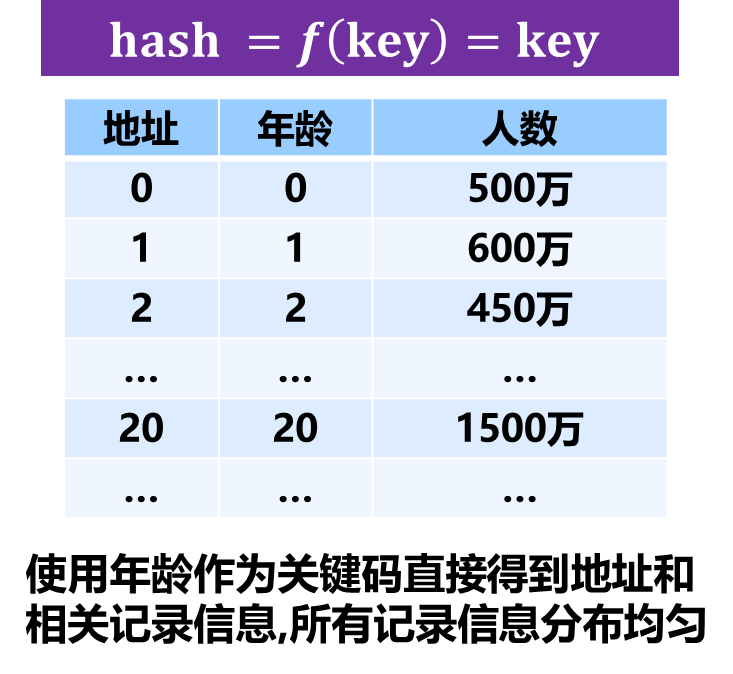 hash = f(key) = key
地址 年龄 人数
0 0 500万
1 1 600万
2 2 450万
... ... ...
20 20 1500万
... ... ...
使用年龄作为关键码直接得到地址和
相关记录信息,所有记录信息分布均匀